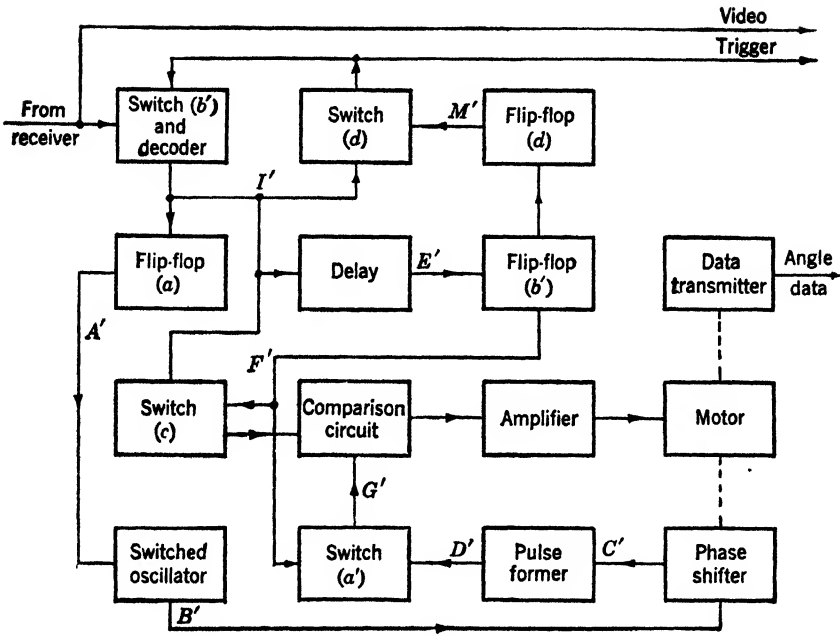 Video
Trigger
From
receiver
Switch (b′)
and
decoder
Switch
(d)
M′
Flip-flop
(d)
I′
Flip-flop
(a)
Delay
E′
Flip-flop
(b′)
Data
transmitter
Angle
data
A′
F′
Switch
(c)
Comparison
circuit
Amplifier
Motor
G′
Switched
oscillator
Switch
(a′)
D′
Pulse
former
C′
Phase
shifter
B′